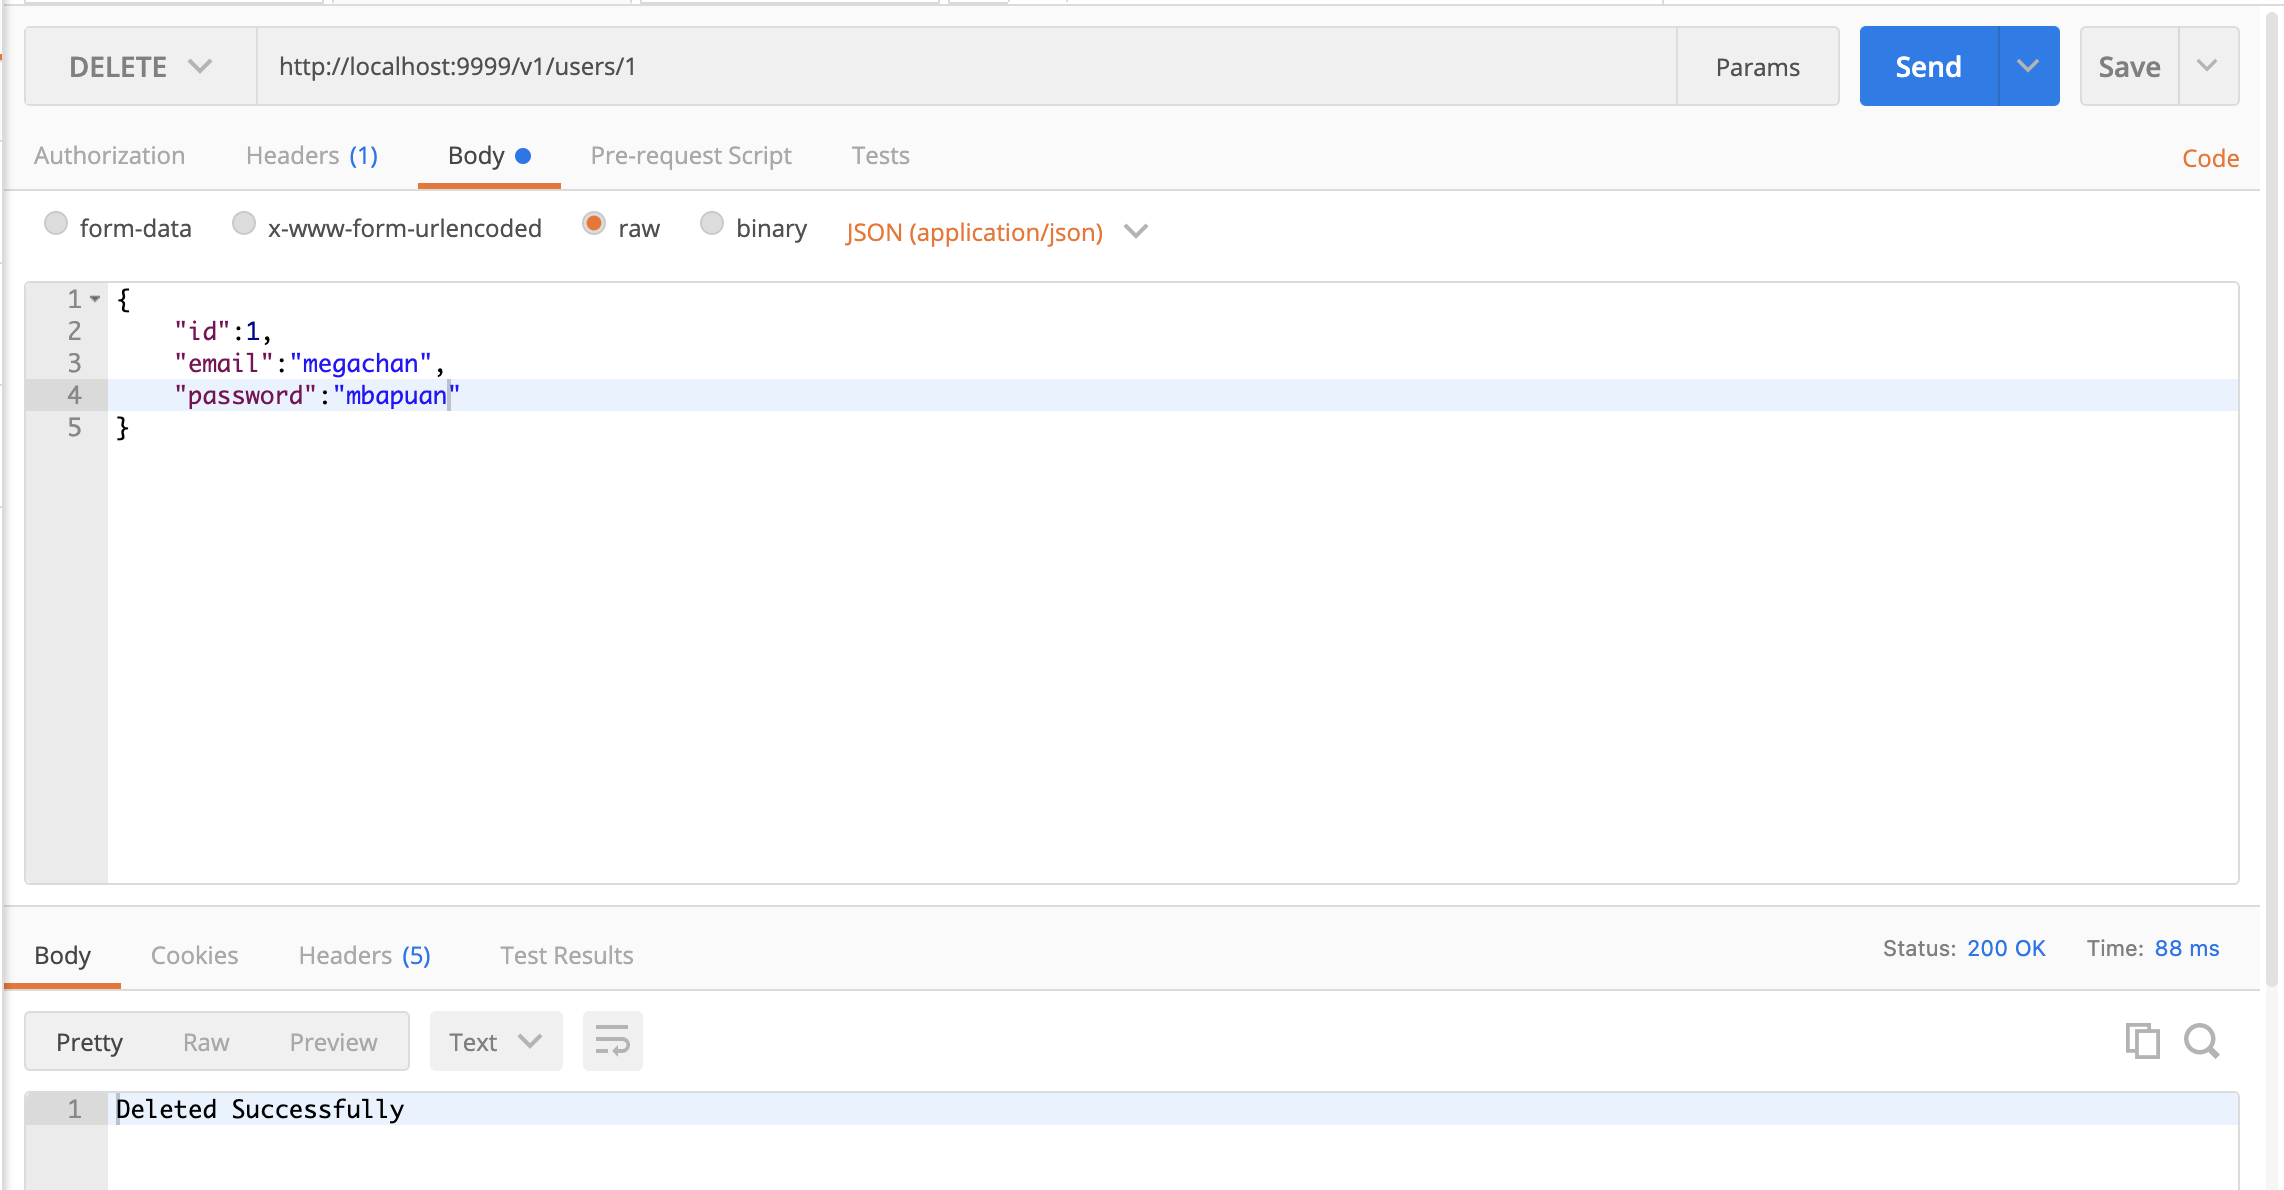 DELETE http://localhost:9999/v1/users/1 Params Send Save
Authorization Headers (1) Body Pre-request Script Tests Code
form-data x-www-form-urlencoded raw binary JSON (application/json)
1 {
2 "id":1,
3 "email":"megachan",
4 "password":"mbapuan"
5 }
Body Cookies Headers (5) Test Results Status: 200 OK Time: 88 ms
Pretty Raw Preview Text
1 Deleted Successfully